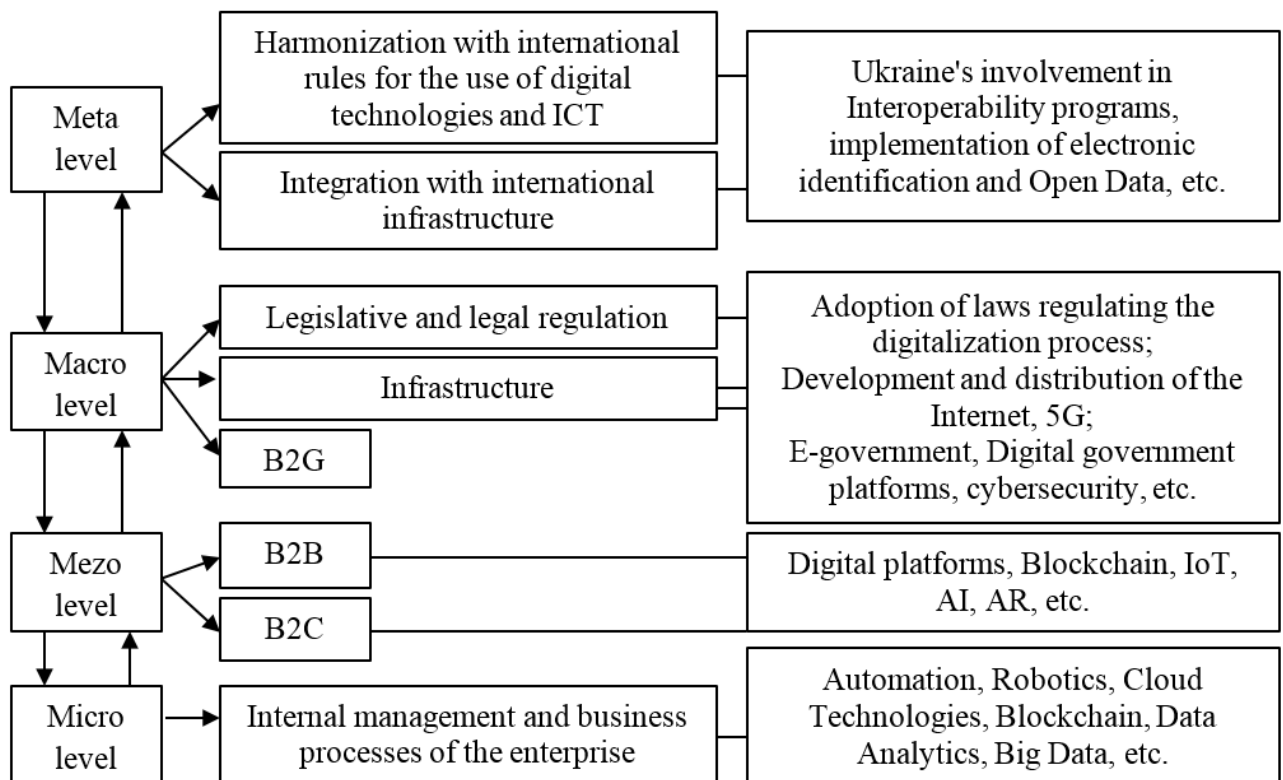 Meta
level
Harmonization with international
rules for the use of digital
technologies and ICT
Integration with international
infrastructure
Ukraine's involvement in
Interoperability programs,
implementation of electronic
identification and Open Data, etc.
Macro
level
Legislative and legal regulation
Infrastructure
B2G
Adoption of laws regulating the
digitalization process;
Development and distribution of the
Internet, 5G;
E-government, Digital government
platforms, cybersecurity, etc.
Mezo
level
B2B
B2C
Digital platforms, Blockchain, IoT,
AI, AR, etc.
Micro
level
Internal management and business
processes of the enterprise
Automation, Robotics, Cloud
Technologies, Blockchain, Data
Analytics, Big Data, etc.